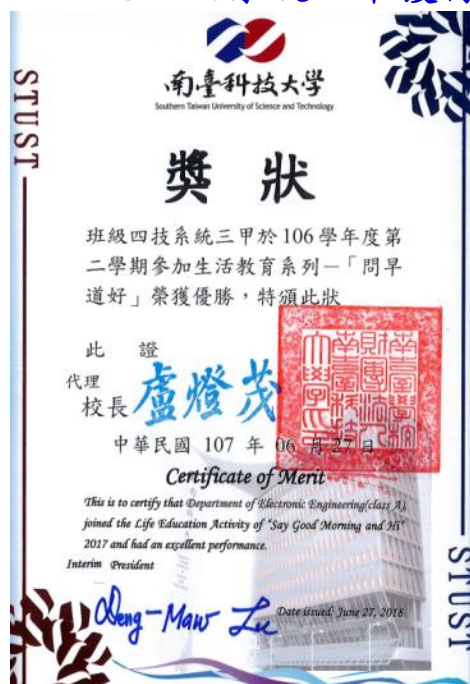 南臺科技大學
Southern Taiwan University of Science and Technology
STUST
獎狀
班級四技系統三甲於106學年度第
二學期參加生活教育系列—「問早
道好」榮獲優勝,特頒此狀
此 證
代理
校長 盧燈茂
中華民國 107 年 06 月 27 日
Certificate of Merit
This is to certify that Department of Electronic Engineering(class A),
joined the Life Education Activity of "Say Good Morning and Hi"
2017 and had an excellent performance.
Interim President
Deng-Maw Lu
Date issued: June 27, 2018
STUST